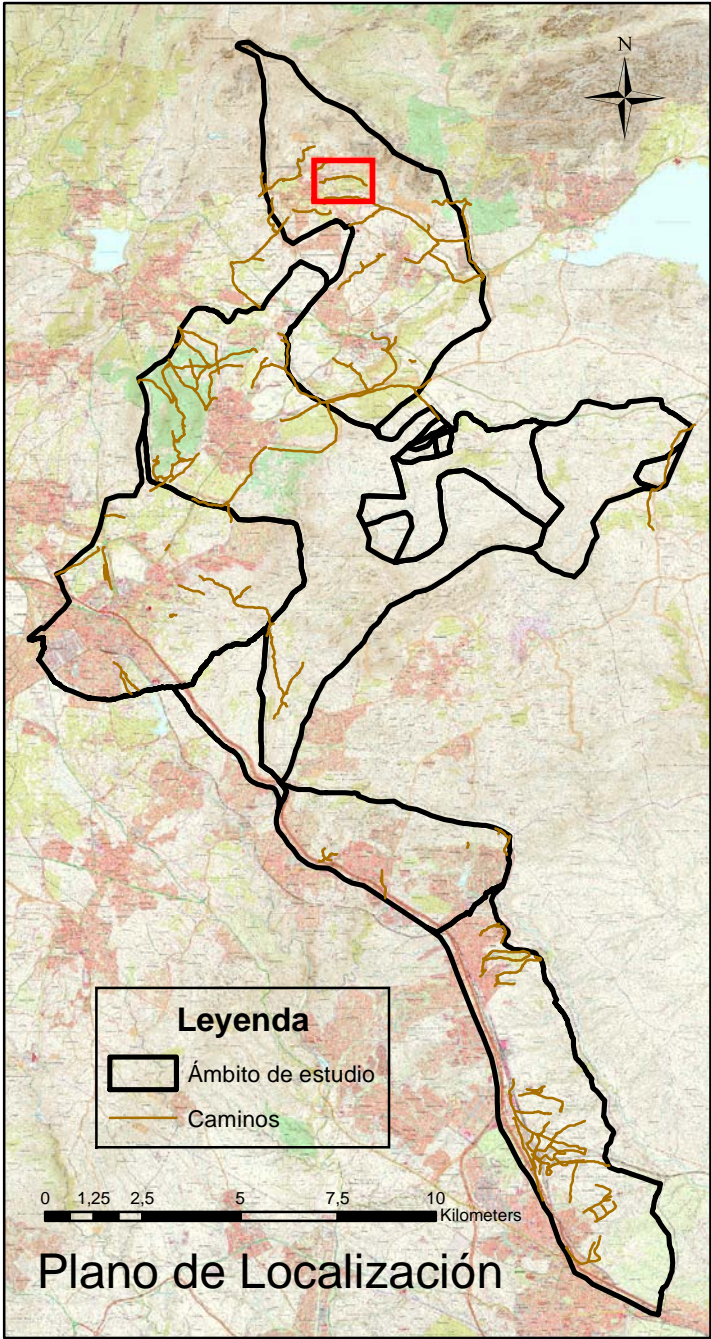 N
Leyenda
Ámbito de estudio
Caminos
0 1,25 2,5 5 7,5 10
Kilometers
Plano de Localización